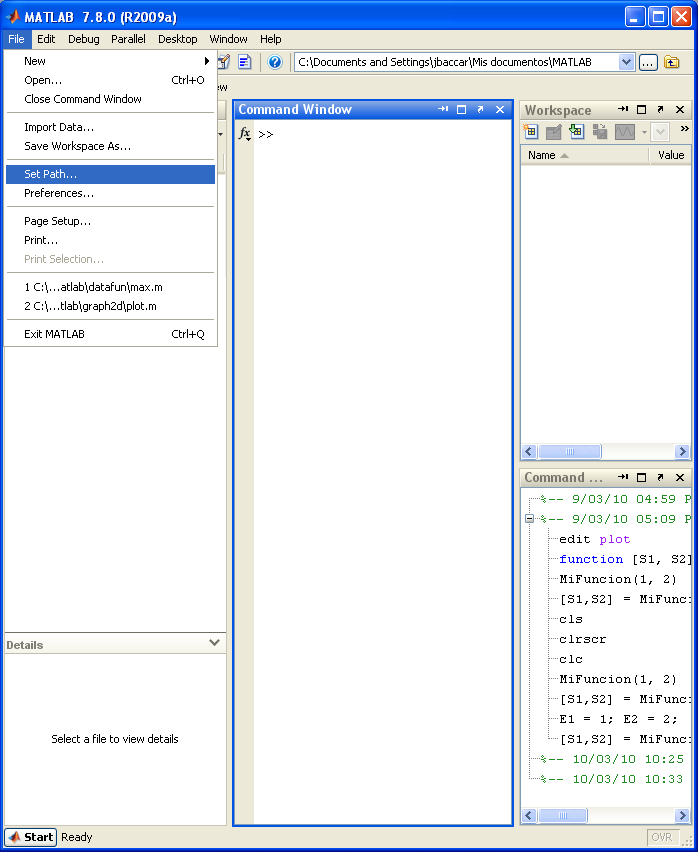 MATLAB 7.8.0 (R2009a)
File Edit Debug Parallel Desktop Window Help
C:\Documents and Settings\jbaccar\Mis documentos\MATLAB ...
New
Open... Ctrl+O
Close Command Window
Import Data...
Save Workspace As...
Set Path...
Preferences...
Page Setup...
Print...
Print Selection...
1 C:\...atlab\datafun\max.m
2 C:\...tlab\graph2d\plot.m
Exit MATLAB Ctrl+Q
Details
Select a file to view details
Command Window
fx >>
Workspace
Name Value
Command ...
%-- 9/03/10 04:59 P
%-- 9/03/10 05:09 P
edit plot
function [S1, S2]
MiFuncion(1, 2)
[S1,S2] = MiFunci
cls
clrscr
clc
MiFuncion(1, 2)
[S1,S2] = MiFunci
E1 = 1; E2 = 2;
[S1,S2] = MiFunci
%-- 10/03/10 10:25
%-- 10/03/10 10:33
Start Ready OVR